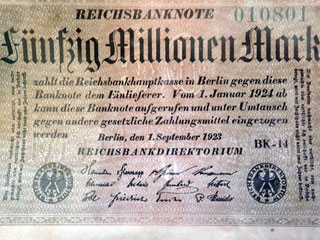 REICHSBANKNOTE 010801
Fünfzig Millionen Mark
zahlt die Reichsbankhauptkasse in Berlin gegen diese
Banknote dem Einlieferer. Vom 1. Januar 1924 ab
kann diese Banknote aufgerufen und unter Umtausch
gegen andere gesetzliche Zahlungsmittel eingezogen
werden
Berlin, den 1. September 1923 BK-14
REICHSBANKDIREKTORIUM